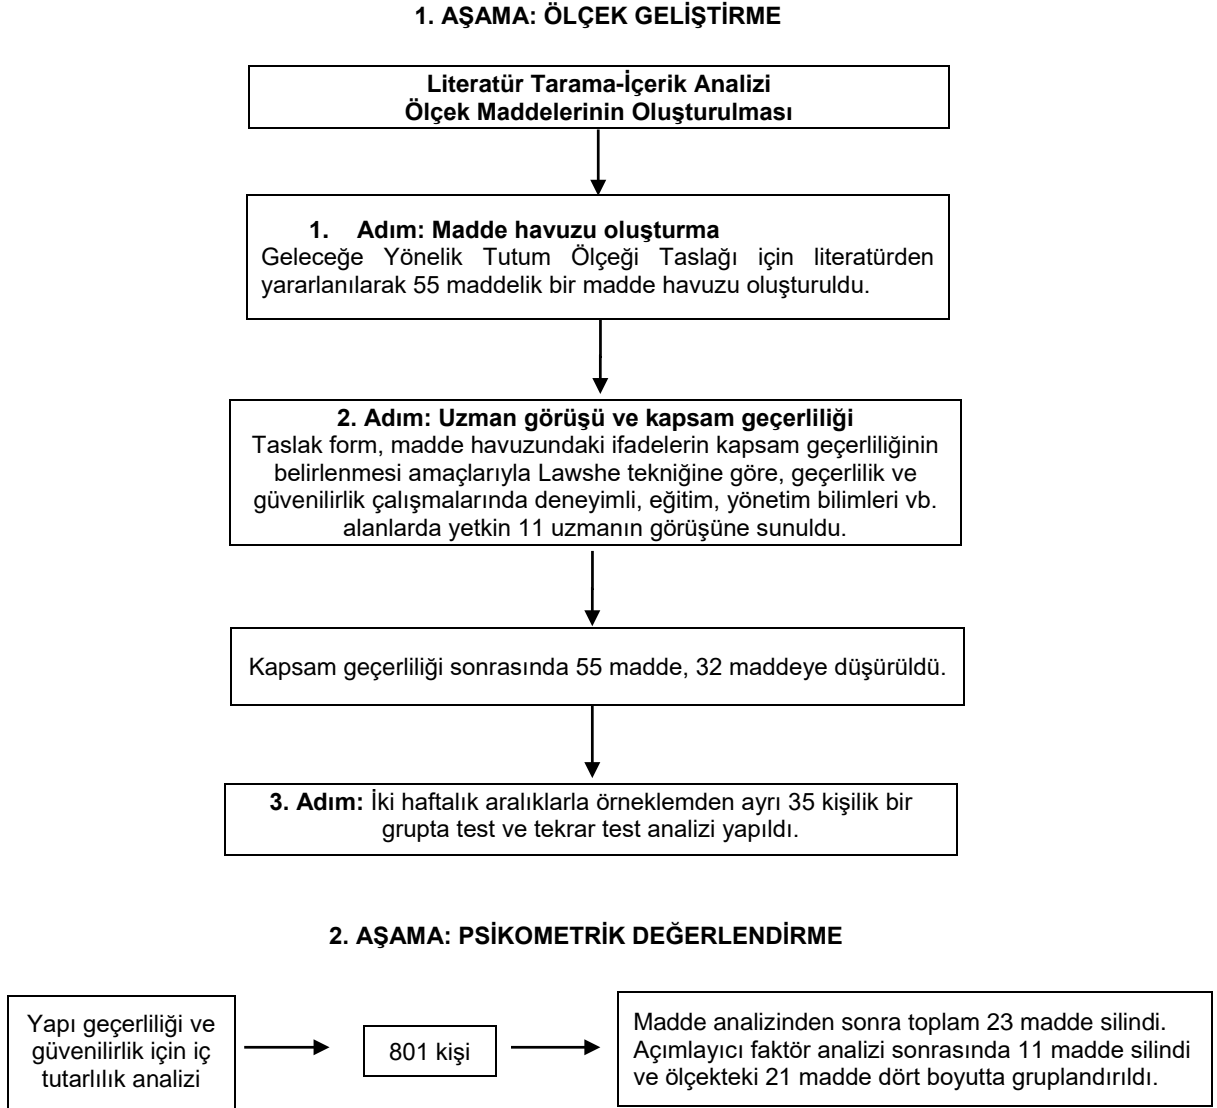 1. AŞAMA: ÖLÇEK GELİŞTİRME
Literatür Tarama-İçerik Analizi
Ölçek Maddelerinin Oluşturulması
1. Adım: Madde havuzu oluşturma
Geleceğe Yönelik Tutum Ölçeği Taslağı için literatürden
yararlanılarak 55 maddelik bir madde havuzu oluşturuldu.
2. Adım: Uzman görüşü ve kapsam geçerliliği
Taslak form, madde havuzundaki ifadelerin kapsam geçerliliğinin
belirlenmesi amaçlarıyla Lawshe tekniğine göre, geçerlilik ve
güvenilirlik çalışmalarında deneyimli, eğitim, yönetim bilimleri vb.
alanlarda yetkin 11 uzmanın görüşüne sunuldu.
Kapsam geçerliliği sonrasında 55 madde, 32 maddeye düşürüldü.
3. Adım: İki haftalık aralıklarla örneklemden ayrı 35 kişilik bir
grupta test ve tekrar test analizi yapıldı.
2. AŞAMA: PSİKOMETRİK DEĞERLENDİRME
Yapı geçerliliği ve
güvenilirlik için iç
tutarlılık analizi
801 kişi
Madde analizinden sonra toplam 23 madde silindi.
Açımlayıcı faktör analizi sonrasında 11 madde silindi
ve ölçekteki 21 madde dört boyutta gruplandırıldı.